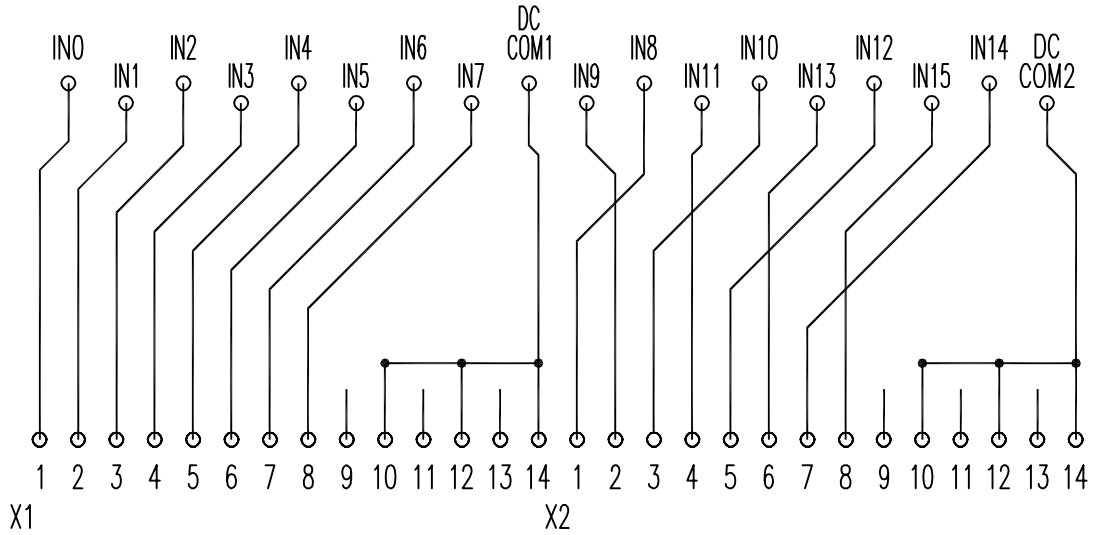 DC
IN0 IN2 IN4 IN6 COM1 IN8 IN10 IN12 IN14 DC
IN1 IN3 IN5 IN7 IN9 IN11 IN13 IN15 COM2
1 2 3 4 5 6 7 8 9 10 11 12 13 14 1 2 3 4 5 6 7 8 9 10 11 12 13 14
X1 X2